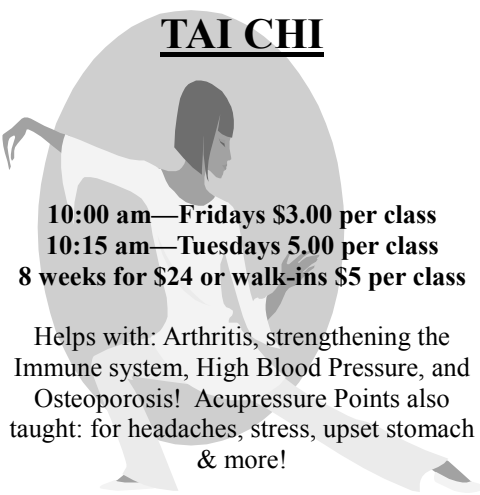 TAI CHI
10:00 am—Fridays $3.00 per class
10:15 am—Tuesdays 5.00 per class
8 weeks for $24 or walk-ins $5 per class
Helps with: Arthritis, strengthening the
Immune system, High Blood Pressure, and
Osteoporosis!  Acupressure Points also
taught: for headaches, stress, upset stomach
& more!